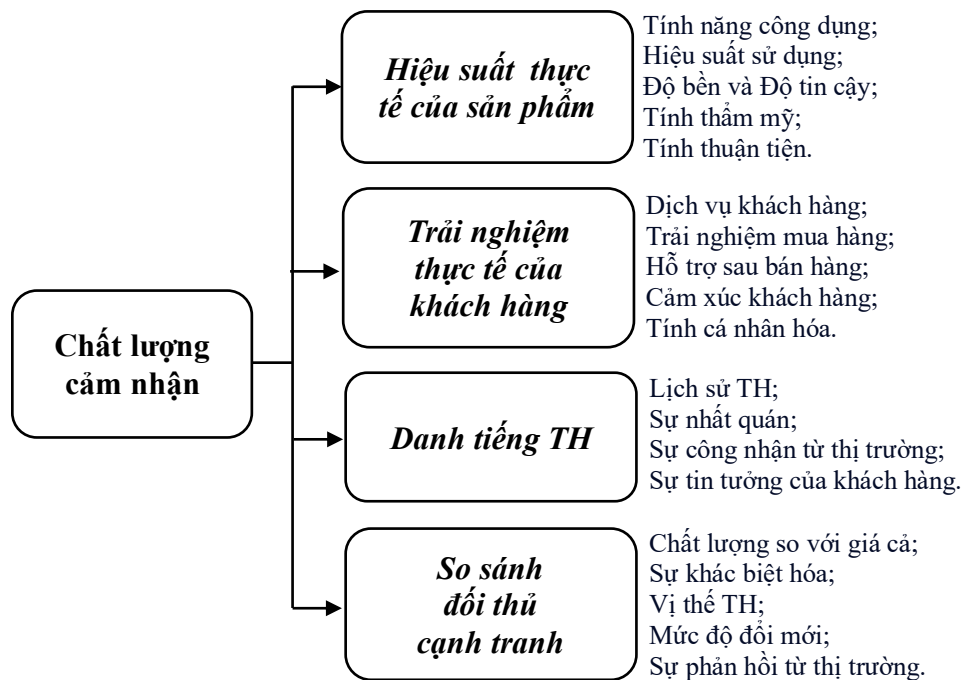 Chất lượng
cảm nhận
Hiệu suất thực
tế của sản phẩm
Tính năng công dụng;
Hiệu suất sử dụng;
Độ bền và Độ tin cậy;
Tính thẩm mỹ;
Tính thuận tiện.
Trải nghiệm
thực tế của
khách hàng
Dịch vụ khách hàng;
Trải nghiệm mua hàng;
Hỗ trợ sau bán hàng;
Cảm xúc khách hàng;
Tính cá nhân hóa.
Danh tiếng TH
Lịch sử TH;
Sự nhất quán;
Sự công nhận từ thị trường;
Sự tin tưởng của khách hàng.
So sánh
đối thủ
cạnh tranh
Chất lượng so với giá cả;
Sự khác biệt hóa;
Vị thế TH;
Mức độ đổi mới;
Sự phản hồi từ thị trường.